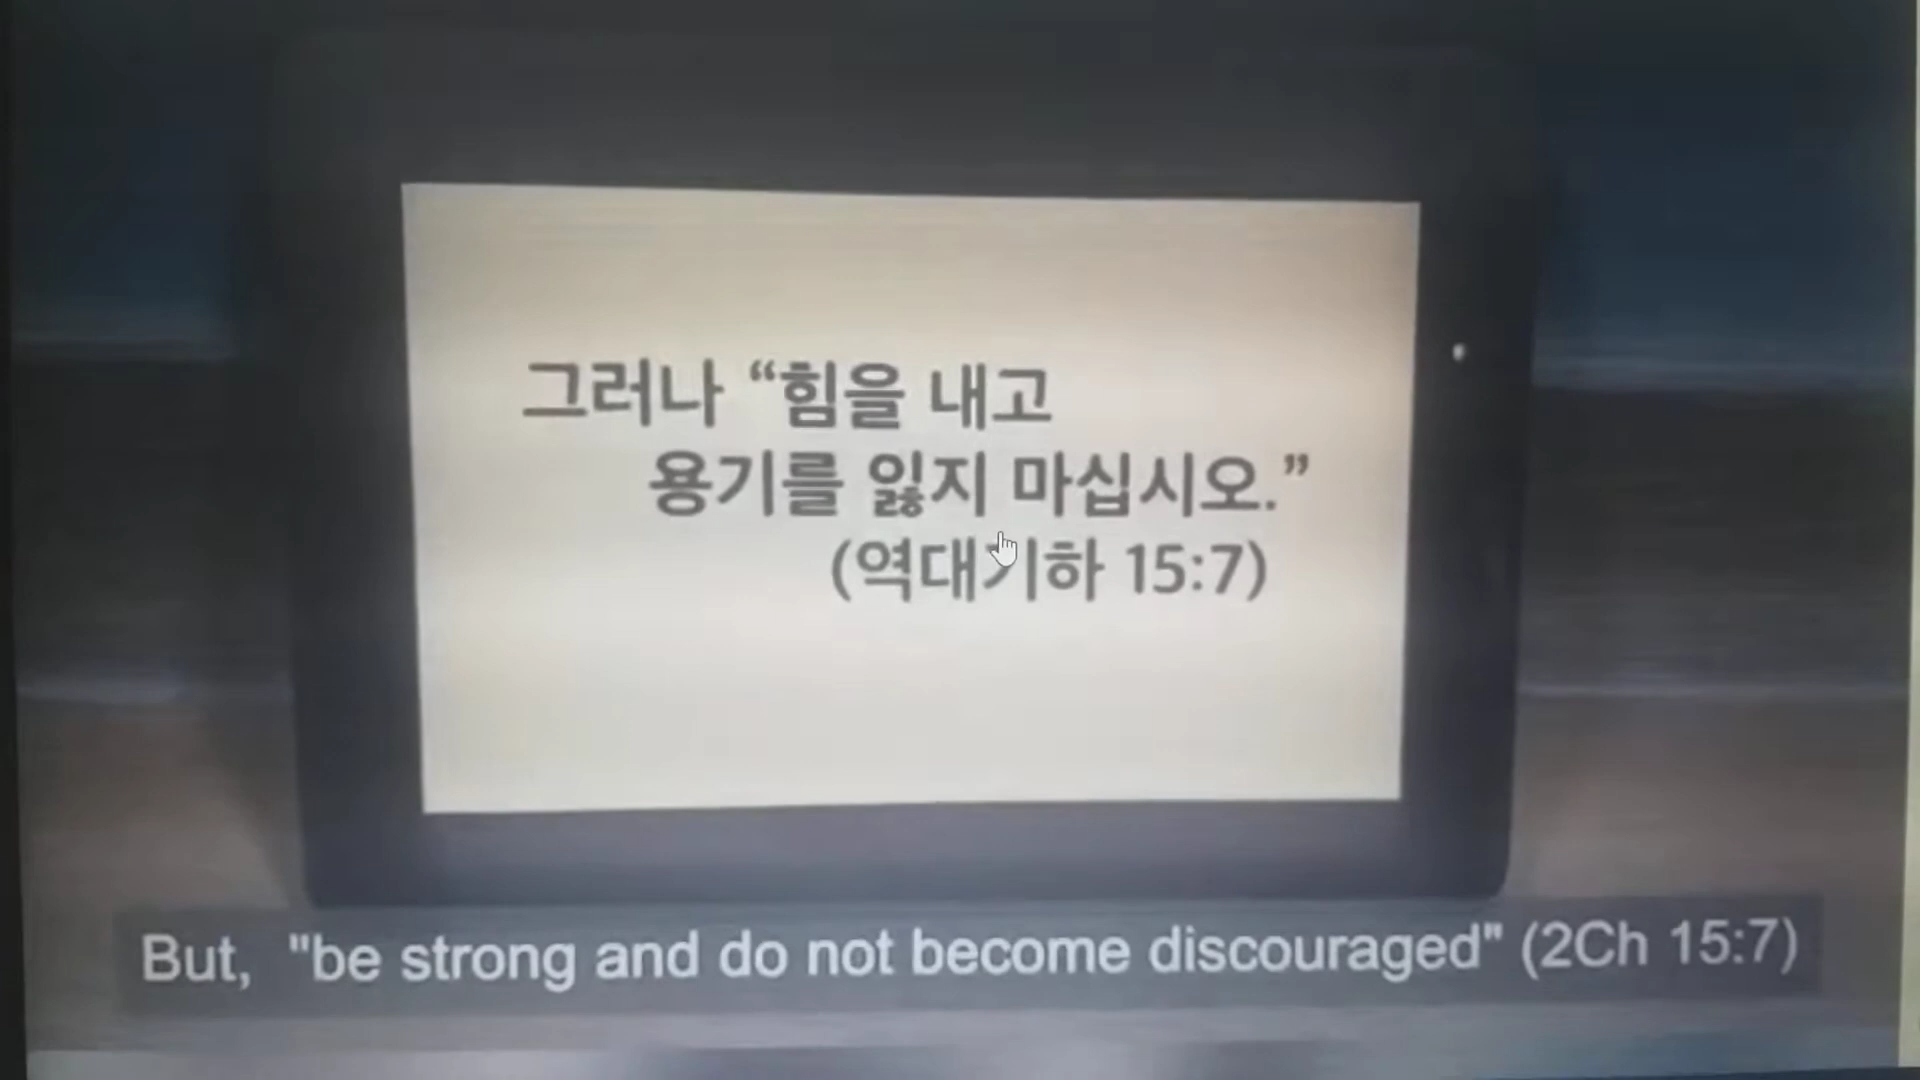 그러나 “힘을 내고
용기를 잃지 마십시오.”
(역대기하 15:7)
But, "be strong and do not become discouraged" (2Ch 15:7)